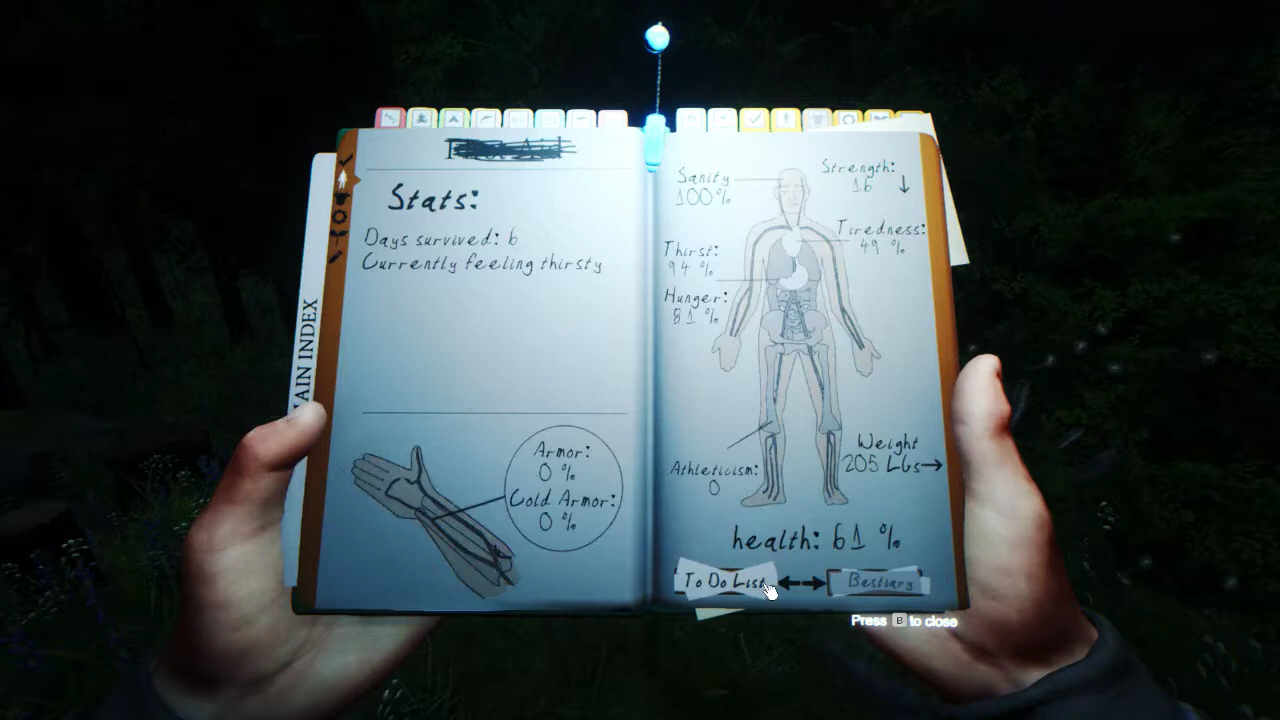 MAIN INDEX
Stats:
Days survived: 6
Currently feeling thirsty
Armor:
0 %
Cold Armor:
0 %
Sanity
100%
Strength:
16
Tiredness:
49 %
Thirst:
94 %
Hunger:
81 %
Weight
205 LBs
Athleticism:
0
health: 61 %
To Do List
Bestiary
Press B to close